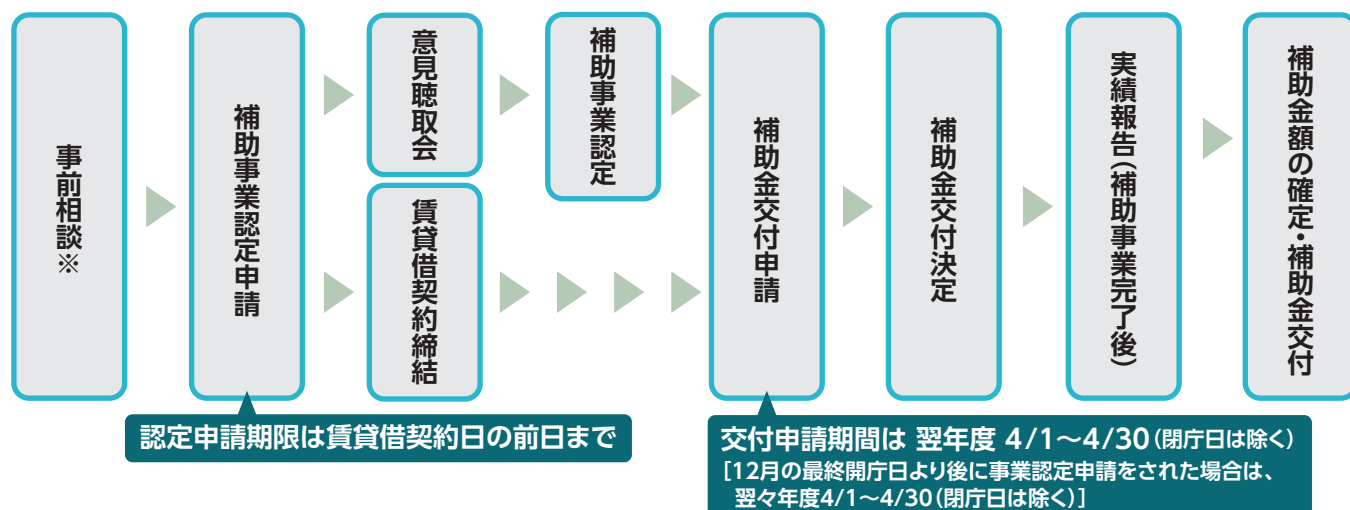 事前相談※
補助事業認定申請
意見聴取会
賃貸借契約締結
補助事業認定
補助金交付申請
補助金交付決定
実績報告(補助事業完了後)
補助金額の確定・補助金交付
認定申請期限は賃貸借契約日の前日まで
交付申請期間は 翌年度 4/1～4/30(閉庁日は除く)
[12月の最終開庁日より後に事業認定申請をされた場合は、
翌々年度4/1～4/30(閉庁日は除く)]